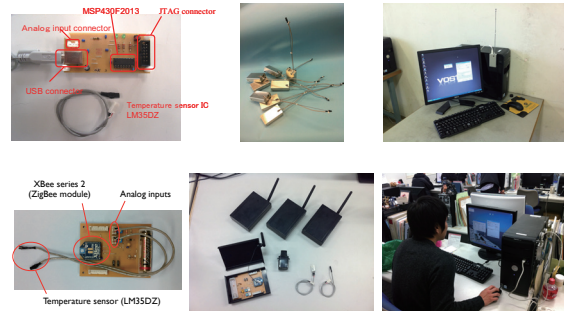 MSP430F2013
JTAG connector
Analog input connector
USB connector
Temperature sensor IC
LM35DZ
VOSTRO
XBee series 2
(ZigBee module)
Analog inputs
Temperature sensor (LM35DZ)